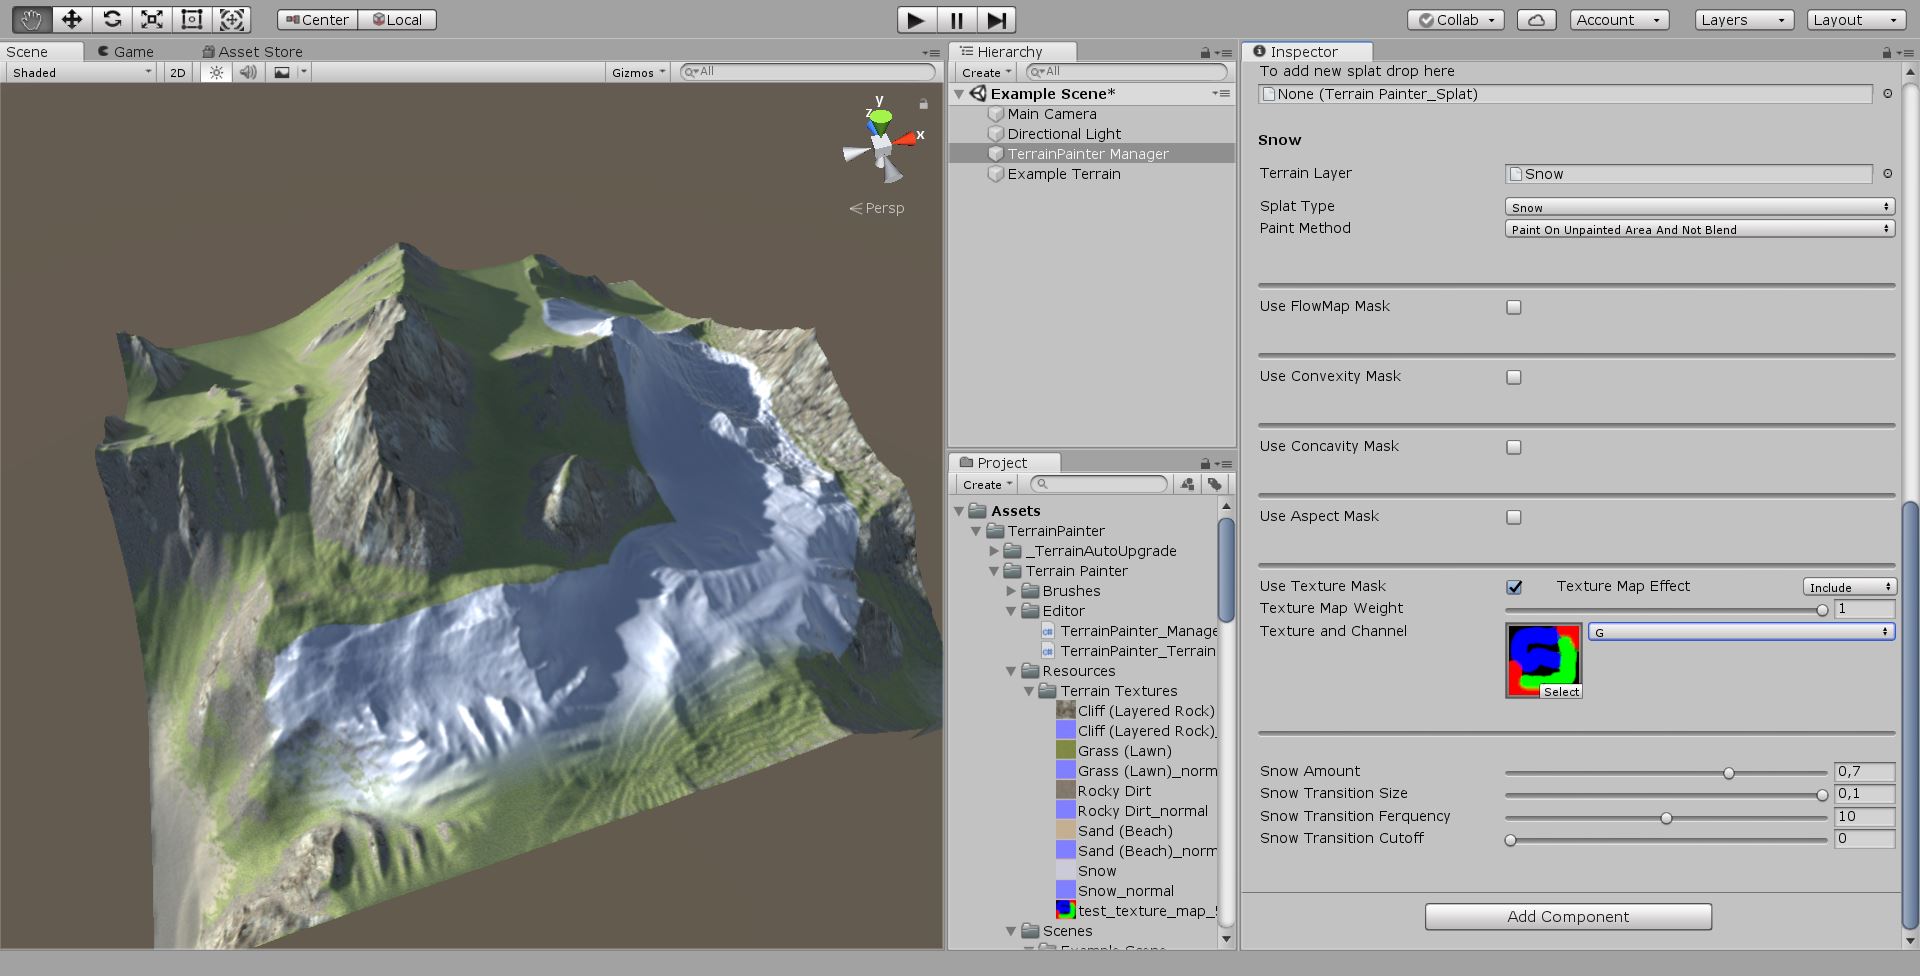 Center
Local
Collab
Account
Layers
Layout
Scene
Game
Asset Store
Shaded
2D
Gizmos
All
y
z
x
Persp
Hierarchy
Create
All
Example Scene*
Main Camera
Directional Light
TerrainPainter Manager
Example Terrain
Project
Create
Assets
TerrainPainter
_TerrainAutoUpgrade
Terrain Painter
Brushes
Editor
TerrainPainter_Manage
TerrainPainter_Terrain
Resources
Terrain Textures
Cliff (Layered Rock)
Cliff (Layered Rock)_
Grass (Lawn)
Grass (Lawn)_norm
Rocky Dirt
Rocky Dirt_normal
Sand (Beach)
Sand (Beach)_norm
Snow
Snow_normal
test_texture_map_
Scenes
Inspector
To add new splat drop here
None (Terrain Painter_Splat)
Snow
Terrain Layer
Snow
Splat Type
Snow
Paint Method
Paint On Unpainted Area And Not Blend
Use FlowMap Mask
Use Convexity Mask
Use Concavity Mask
Use Aspect Mask
Use Texture Mask
Texture Map Effect
Include
Texture Map Weight
1
Texture and Channel
G
Select
Snow Amount
0,7
Snow Transition Size
0,1
Snow Transition Ferquency
10
Snow Transition Cutoff
0
Add Component